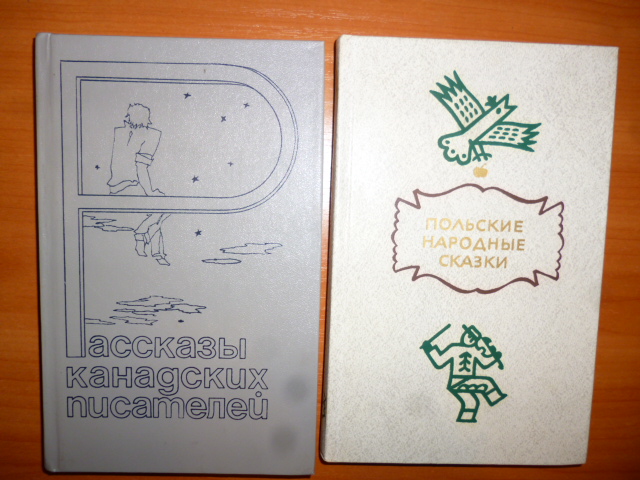 Рассказы
канадских
писателей
ПОЛЬСКИЕ
НАРОДНЫЕ
СКАЗКИ